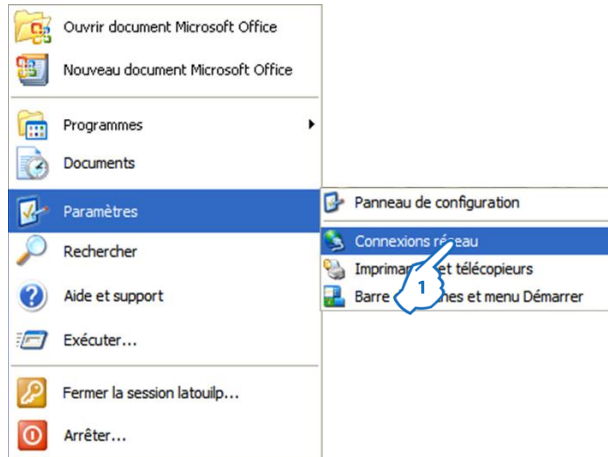 Ouvrir document Microsoft Office
Nouveau document Microsoft Office
Programmes
Documents
Paramètres
Rechercher
Aide et support
Exécuter...
Fermer la session latouilp...
Arrêter...
Panneau de configuration
Connexions réseau
et télécopieurs
Barre et menu Démarrer
1